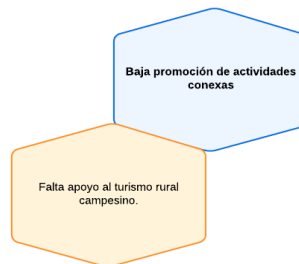 Baja promoción de actividades
conexas
Falta apoyo al turismo rural
campesino.